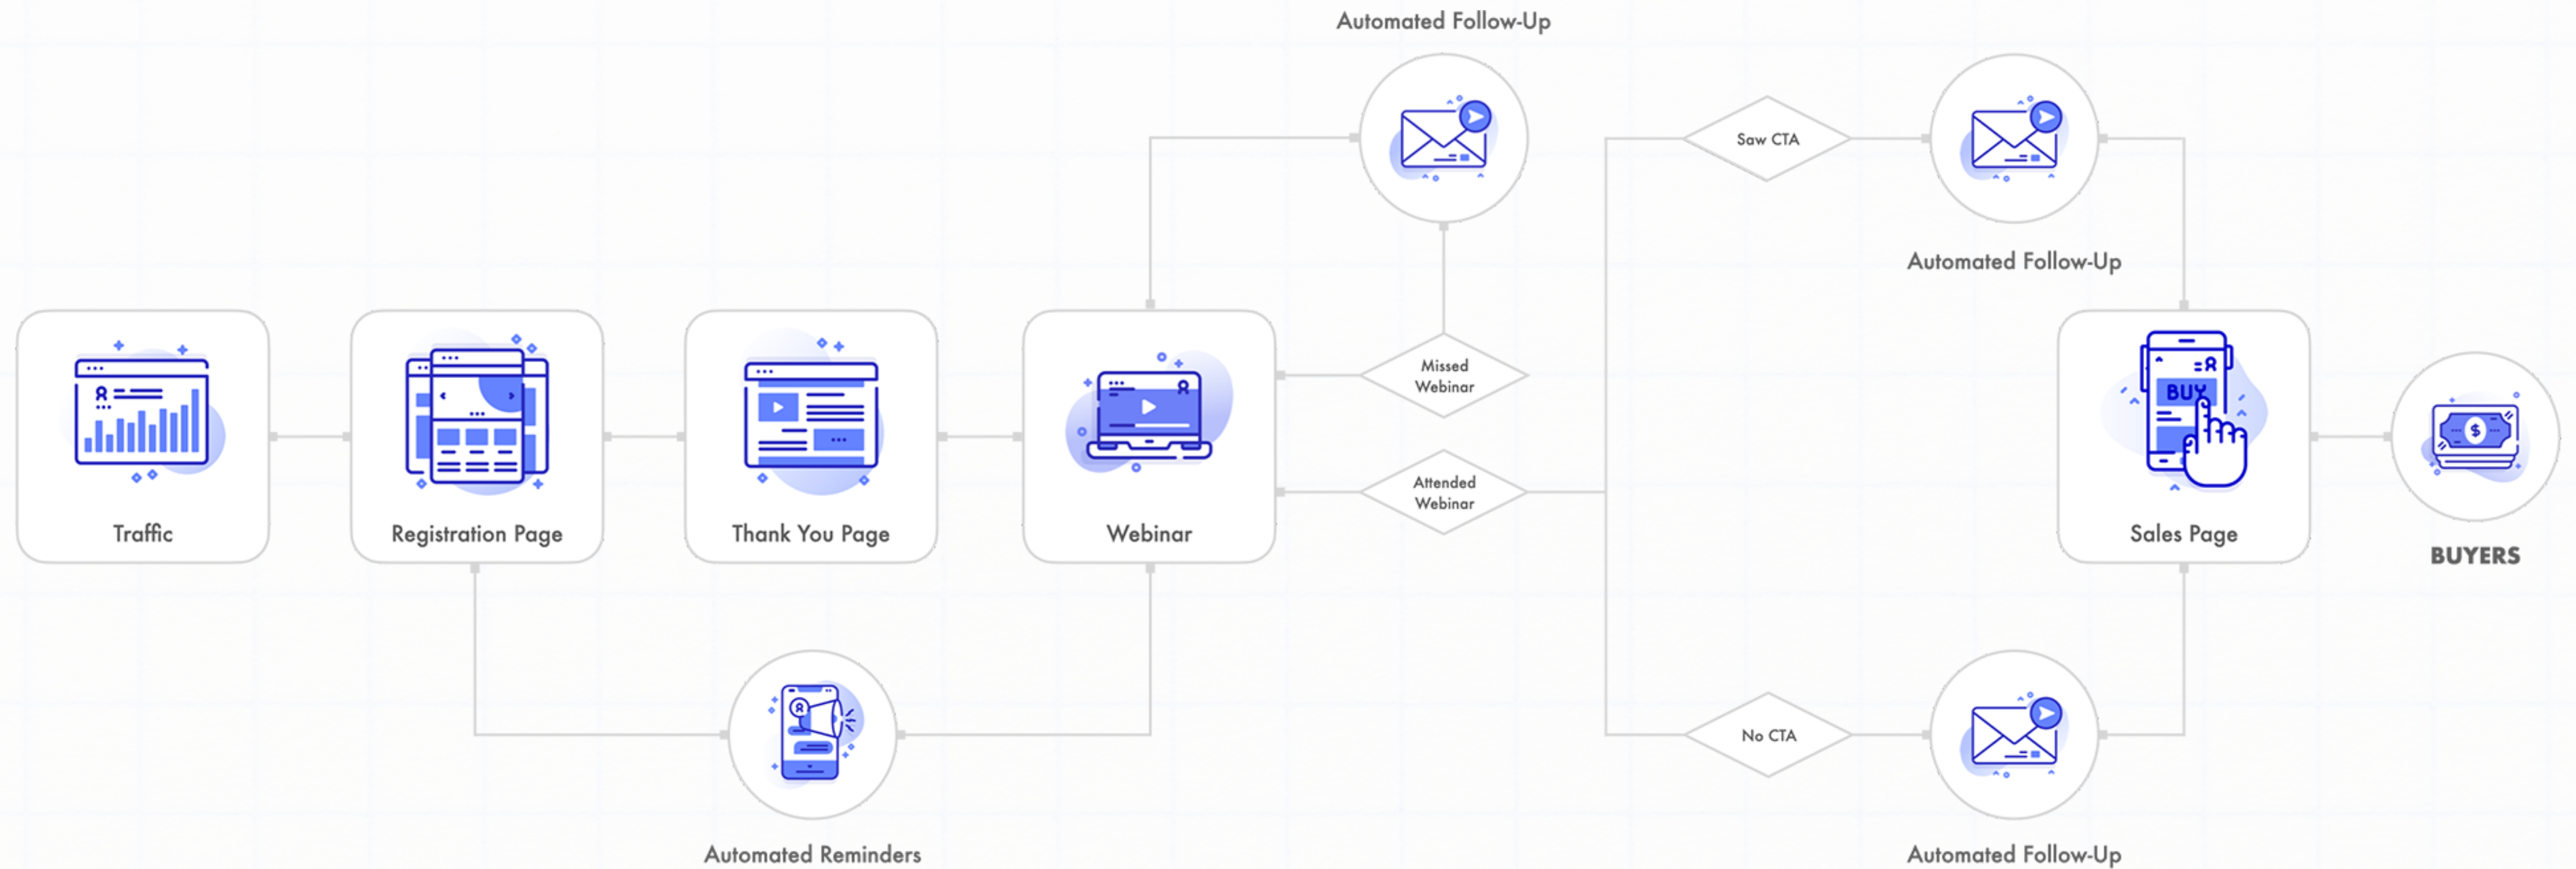 Automated Follow-Up
Saw CTA
Automated Follow-Up
Missed
Webinar
BUY
Attended
Webinar
$
Traffic
Registration Page
Thank You Page
Webinar
Sales Page
BUYERS
No CTA
Automated Reminders
Automated Follow-Up